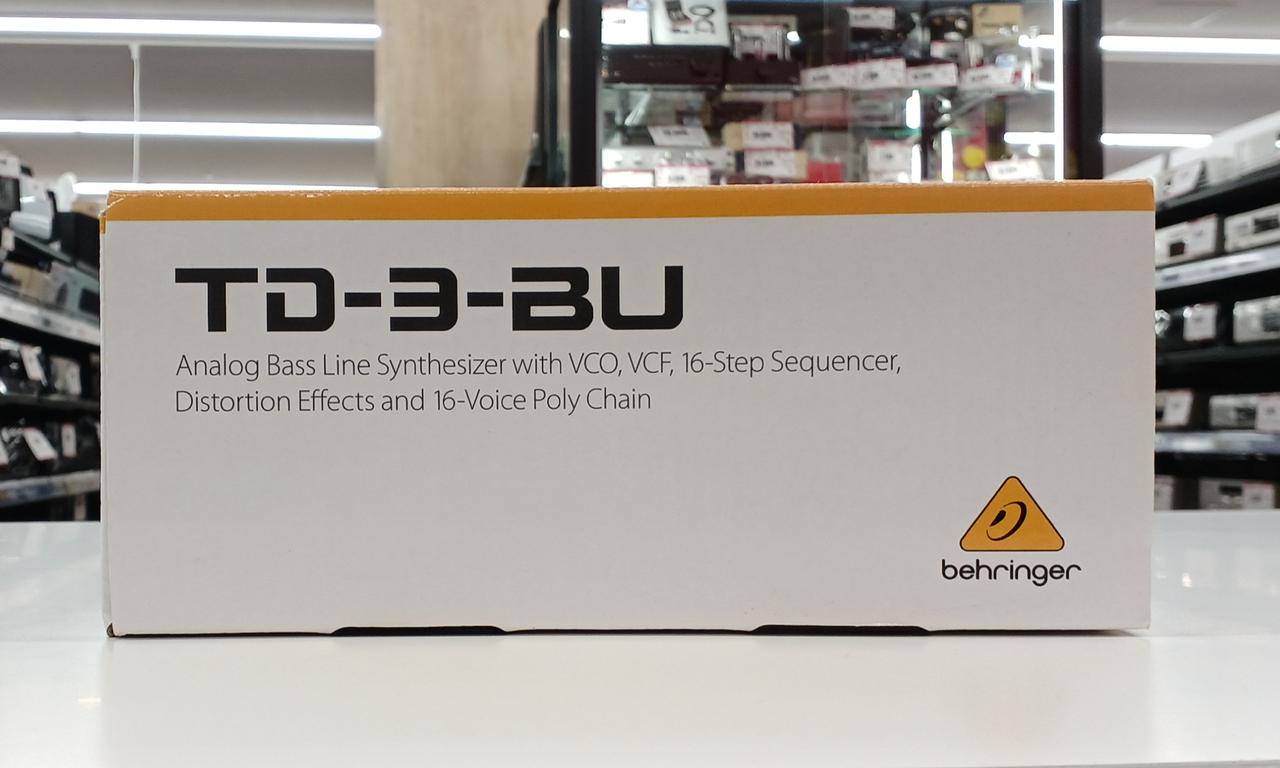 TD-3-BU
Analog Bass Line Synthesizer with VCO, VCF, 16-Step Sequencer,
Distortion Effects and 16-Voice Poly Chain
behringer